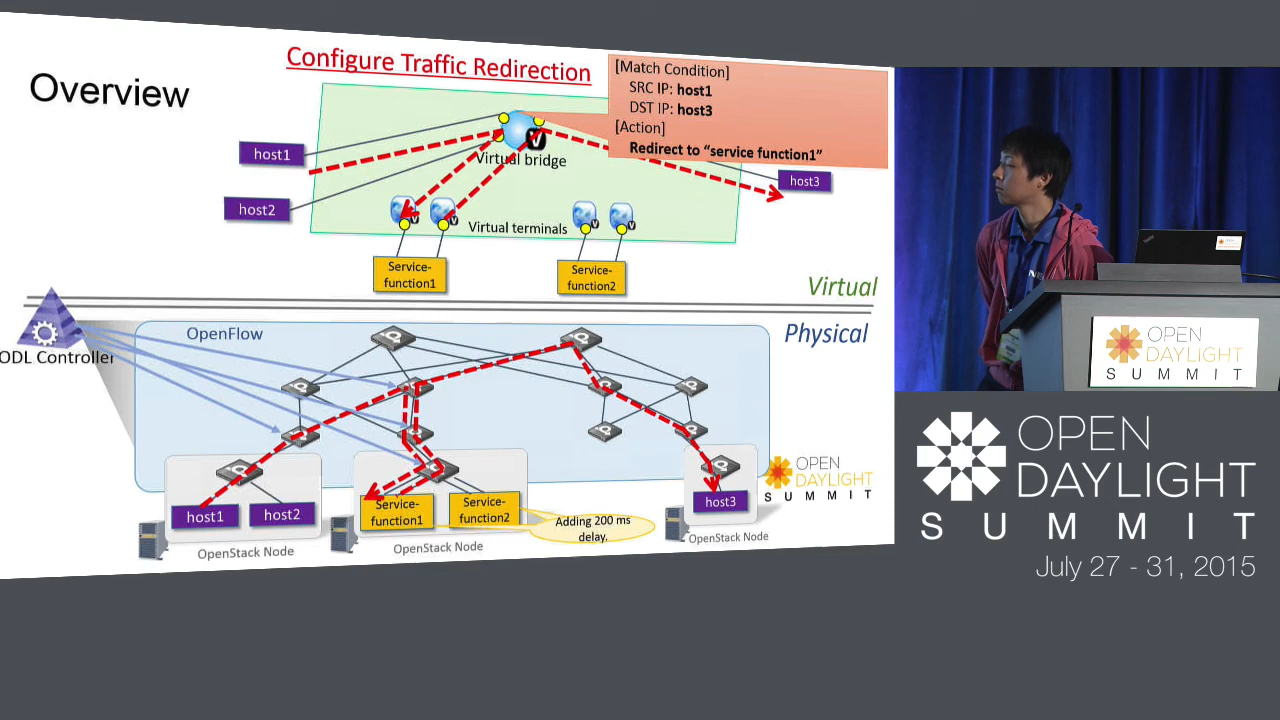 Overview
Configure Traffic Redirection
[Match Condition]
SRC IP: host1
DST IP: host3
[Action]
Redirect to “service function1”
host1
Virtual bridge
host3
host2
Virtual terminals
Service-
function1
Service-
function2
Virtual
OpenFlow
Physical
ODL Controller
host1
host2
Service-
function1
Service-
function2
host3
Adding 200 ms
delay.
OpenStack Node
OpenStack Node
OpenStack Node
OPEN
DAYLIGHT
SUMMIT
OPEN
DAYLIGHT
SUMMIT
OPEN
DAYLIGHT
SUMMIT
July 27 - 31, 2015